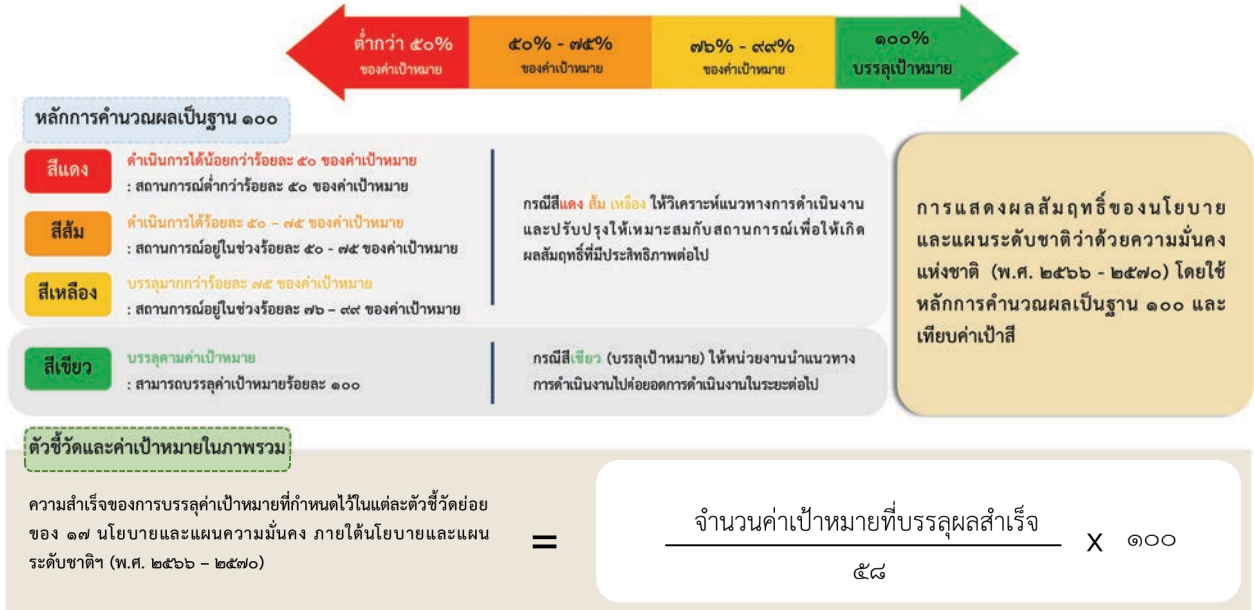 ต่ำกว่า ๕๐%
ของค่าเป้าหมาย
๕๐% - ๗๕%
ของค่าเป้าหมาย
๗๖% - ๙๙%
ของค่าเป้าหมาย
๑๐๐%
บรรลุเป้าหมาย
หลักการคำนวณผลเป็นฐาน ๑๐๐
สีแดง
ดำเนินการได้น้อยกว่าร้อยละ ๕๐ ของค่าเป้าหมาย
: สถานการณ์ต่ำกว่าร้อยละ ๕๐ ของค่าเป้าหมาย
สีส้ม
ดำเนินการได้ร้อยละ ๕๐ – ๗๕ ของค่าเป้าหมาย
: สถานการณ์อยู่ในช่วงร้อยละ ๕๐ - ๗๕ ของค่าเป้าหมาย
สีเหลือง
บรรลุมากกว่าร้อยละ ๗๕ ของค่าเป้าหมาย
: สถานการณ์อยู่ในช่วงร้อยละ ๗๖ – ๙๙ ของค่าเป้าหมาย
กรณีสีแดง ส้ม เหลือง ให้วิเคราะห์แนวทางการดำเนินงาน
และปรับปรุงให้เหมาะสมกับสถานการณ์เพื่อให้เกิด
ผลสัมฤทธิ์ที่มีประสิทธิภาพต่อไป
สีเขียว
บรรลุตามค่าเป้าหมาย
: สามารถบรรลุค่าเป้าหมายร้อยละ ๑๐๐
กรณีสีเขียว (บรรลุเป้าหมาย) ให้หน่วยงานนำแนวทาง
การดำเนินงานไปต่อยอดการดำเนินงานในระยะต่อไป
การแสดงผลสัมฤทธิ์ของนโยบาย
และแผนระดับชาติว่าด้วยความมั่นคง
แห่งชาติ (พ.ศ. ๒๕๖๖ - ๒๕๗๐) โดยใช้
หลักการคำนวณผลเป็นฐาน ๑๐๐ และ
เทียบค่าเป้าสี
ตัวชี้วัดและค่าเป้าหมายในภาพรวม
ความสำเร็จของการบรรลุค่าเป้าหมายที่กำหนดไว้ในแต่ละตัวชี้วัดย่อย
ของ ๑๗ นโยบายและแผนความมั่นคง ภายใต้นโยบายและแผน
ระดับชาติฯ (พ.ศ. ๒๕๖๖ – ๒๕๗๐)
=
จำนวนค่าเป้าหมายที่บรรลุผลสำเร็จ
๕๘
X ๑๐๐